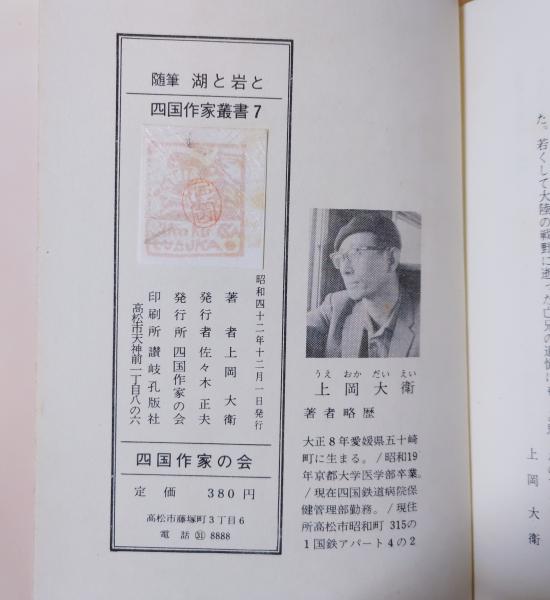 随筆 湖と岩と
四国作家叢書7
昭和四十二年十二月一日発行
著者 上岡大衛
発行者 佐々木正夫
発行所 四国作家の会
印刷所 讃岐孔版社
高松市天神前一丁目八の六
四国作家の会
定価 380円
高松市藤塚町3丁目6
電話 ㉛ 8888
うえ おか だい えい
上岡大衛
著者略歴
大正8年愛媛県五十崎
町に生まる。/昭和19
年京都大学医学部卒業。
/現在四国鉄道病院保
健管理部勤務。/現住
所高松市昭和町 315の
1国鉄アパート4の2
た。若くして大陸の戦野に逝った亡兄の追憶
上岡大衛